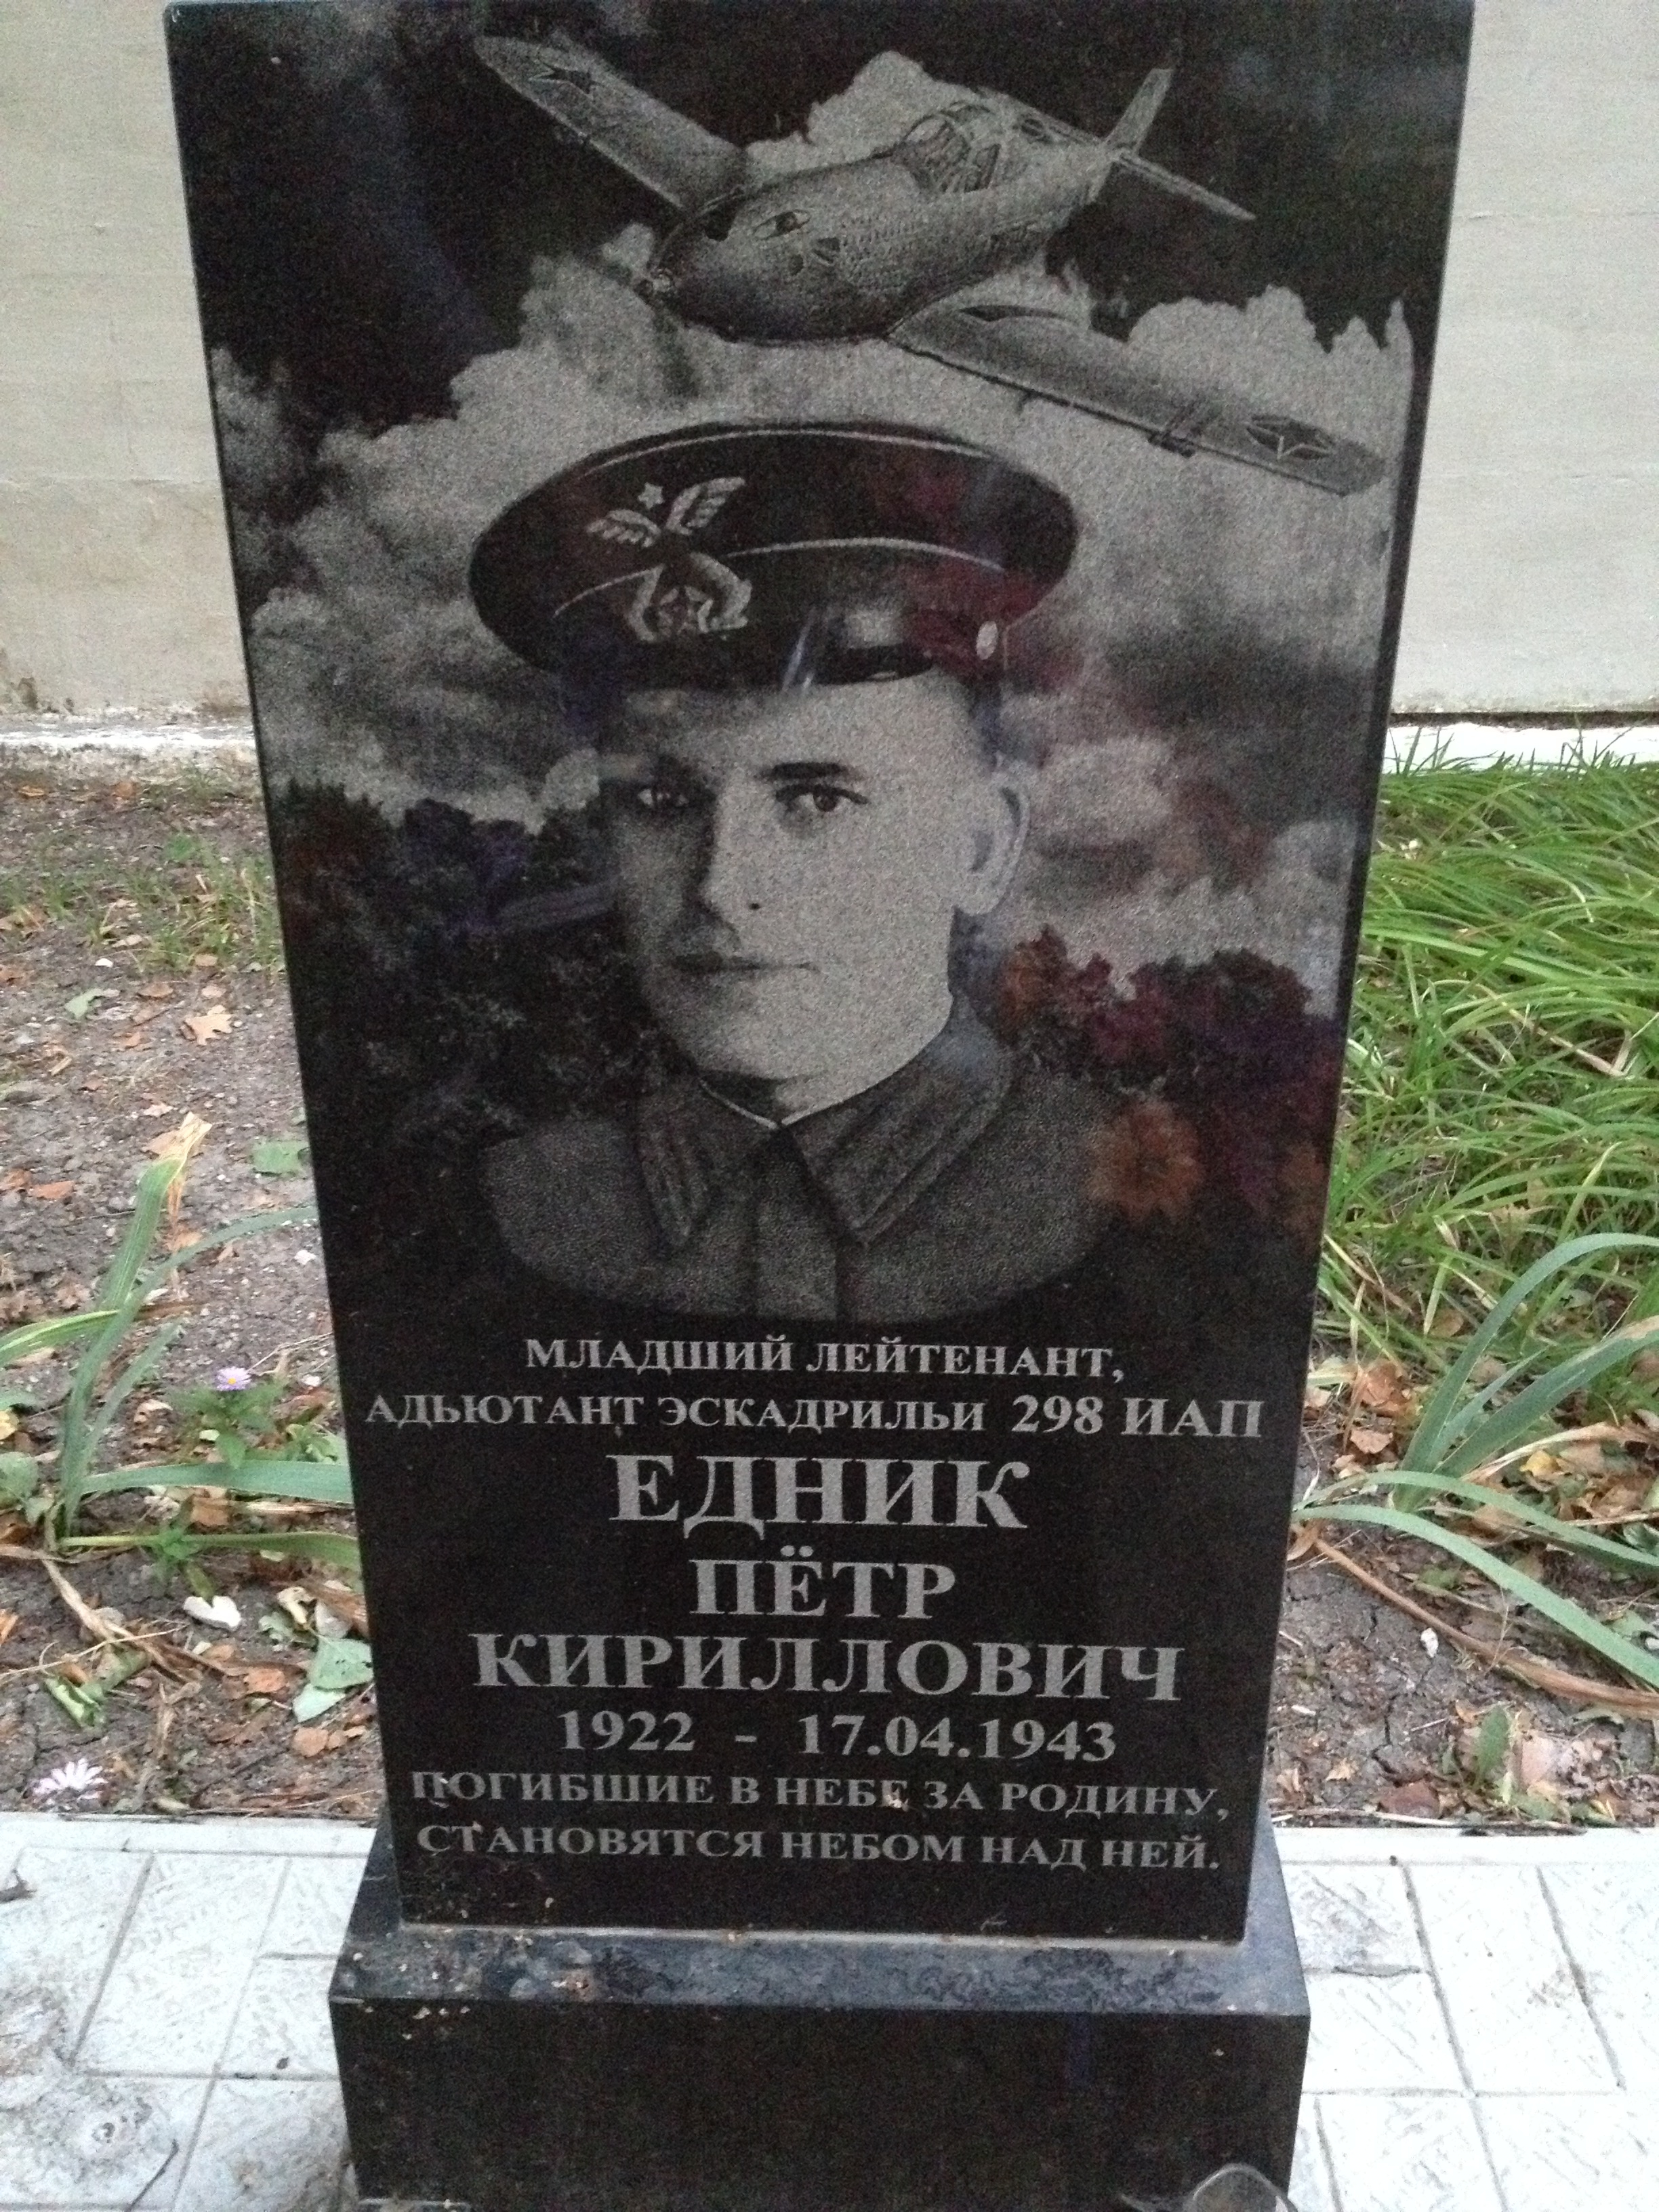 МЛАДШИЙ ЛЕЙТЕНАНТ,
АДЬЮТАНТ ЭСКАДРИЛЬИ 298 ИАП
ЕДНИК
ПЁТР
КИРИЛЛОВИЧ
1922 - 17.04.1943
ПОГИБШИЕ В НЕБЕ ЗА РОДИНУ,
СТАНОВЯТСЯ НЕБОМ НАД НЕЙ.